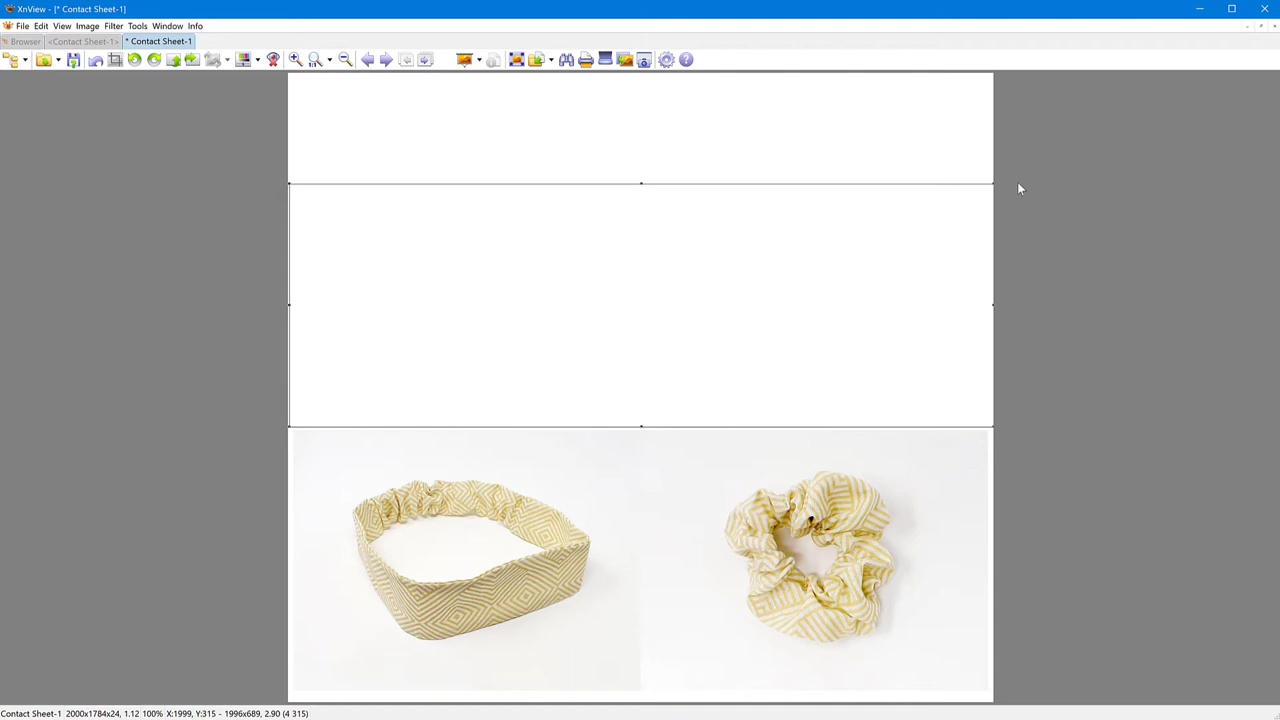 XnView - [* Contact Sheet-1]
File Edit View Image Filter Tools Window Info
Browser <Contact Sheet-1> * Contact Sheet-1
Contact Sheet-1 2000x1784x24, 1.12 100% X:1999, Y:315 - 1996x689, 2.90 (4 315)